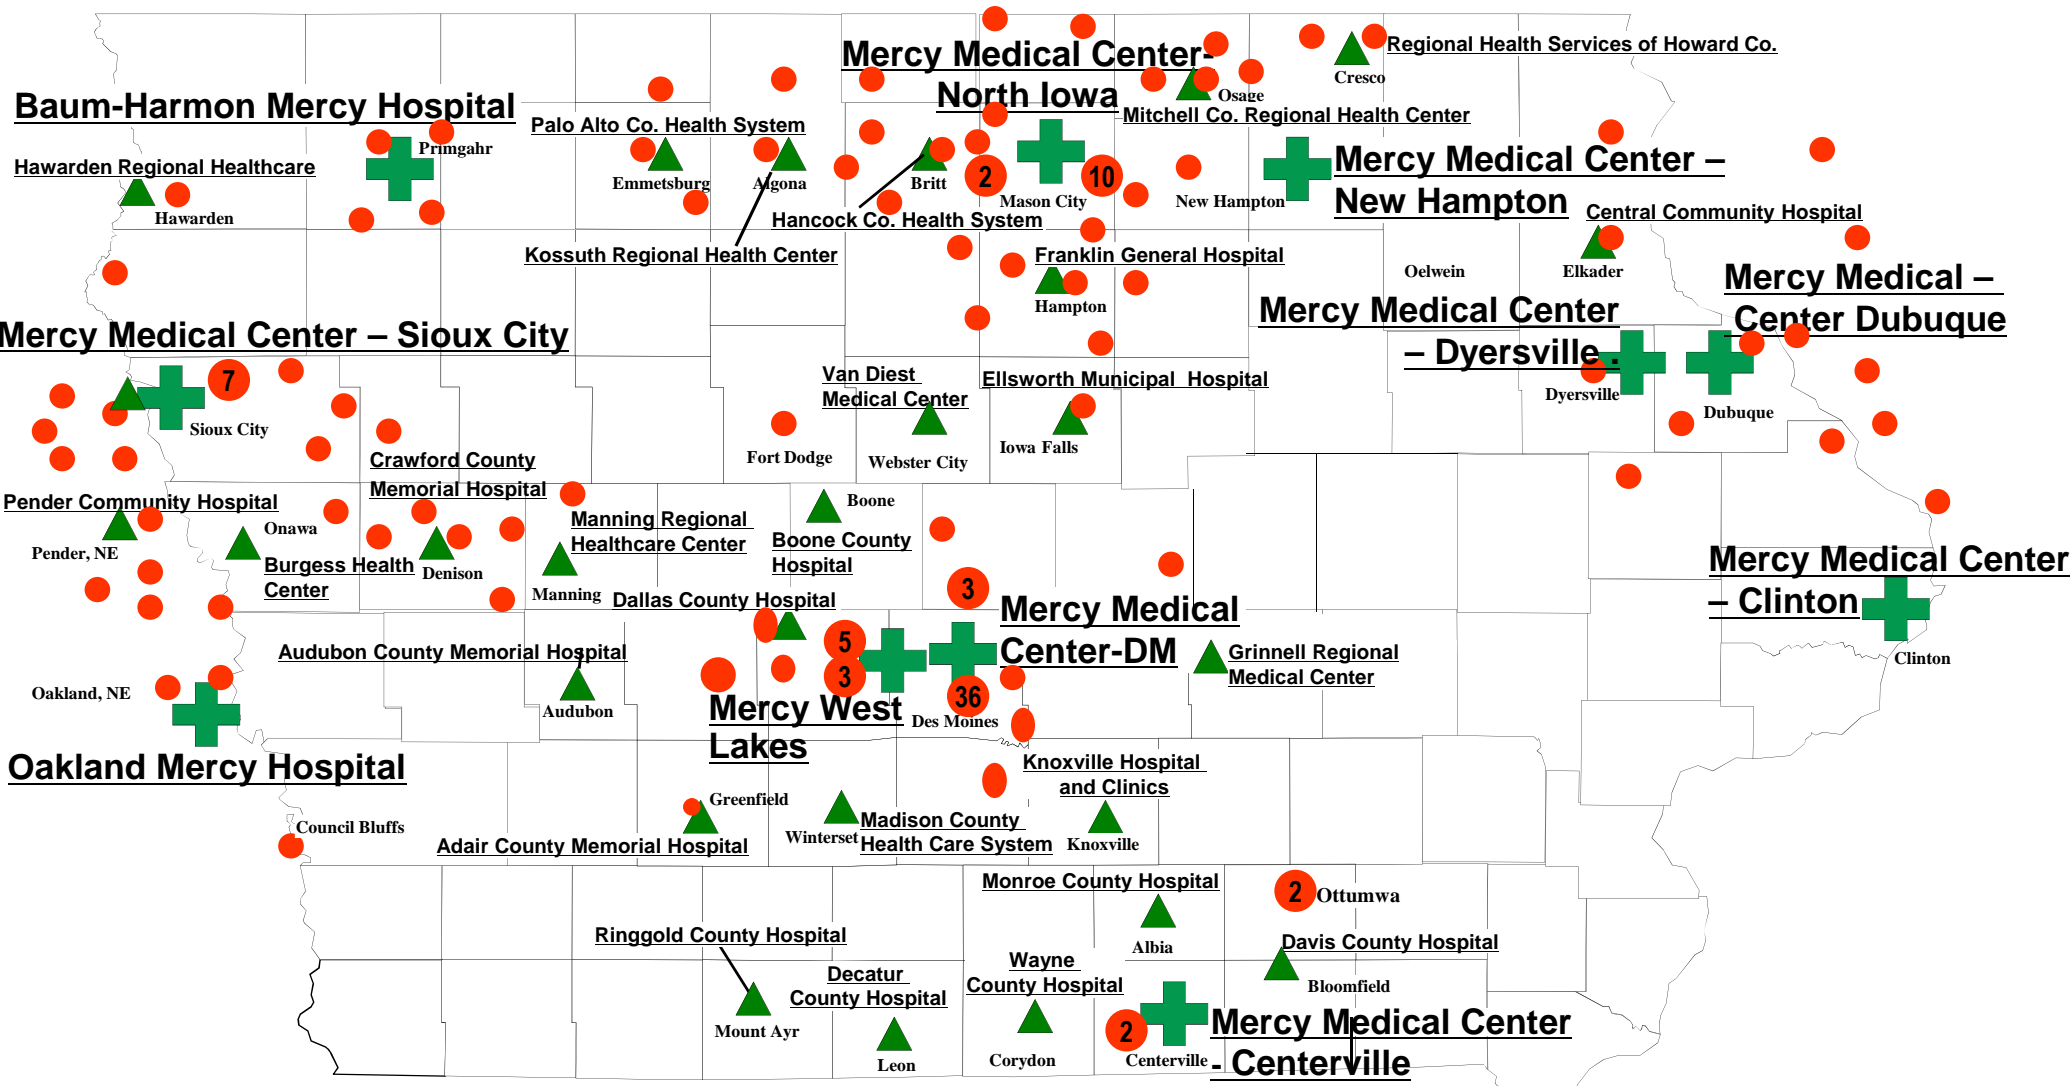 Regional Health Services of Howard Co.
Cresco
Mercy Medical Center-
North Iowa
Osage
Mitchell Co. Regional Health Center
Baum-Harmon Mercy Hospital
Primgahr
Palo Alto Co. Health System
Emmetsburg
Algona
Britt
2
10
Mason City
New Hampton
Mercy Medical Center –
New Hampton
Hawarden Regional Healthcare
Hawarden
Hancock Co. Health System
Kossuth Regional Health Center
Franklin General Hospital
Hampton
Central Community Hospital
Elkader
Oelwein
Mercy Medical –
Center Dubuque
Mercy Medical Center
– Dyersville .
Dyersville
Dubuque
Mercy Medical Center – Sioux City
7
Sioux City
Van Diest
Medical Center
Ellsworth Municipal  Hospital
Fort Dodge
Webster City
Iowa Falls
Crawford County
Memorial Hospital
Denison
Pender Community Hospital
Pender, NE
Onawa
Burgess Health
Center
Manning Regional
Healthcare Center
Manning
Boone
Boone County
Hospital
Dallas County Hospital
3
5
3
36
Mercy Medical
Center-DM
Des Moines
Mercy West
Lakes
Grinnell Regional
Medical Center
Mercy Medical Center
– Clinton
Clinton
Audubon County Memorial Hospital
Audubon
Oakland, NE
Oakland Mercy Hospital
Council Bluffs
Greenfield
Adair County Memorial Hospital
Winterset
Madison County
Health Care System
Knoxville Hospital
and Clinics
Knoxville
Monroe County Hospital
Albia
2
Ottumwa
Davis County Hospital
Bloomfield
Ringgold County Hospital
Mount Ayr
Decatur
County Hospital
Leon
Wayne
County Hospital
Corydon
2
Centerville
Mercy Medical Center
- Centerville